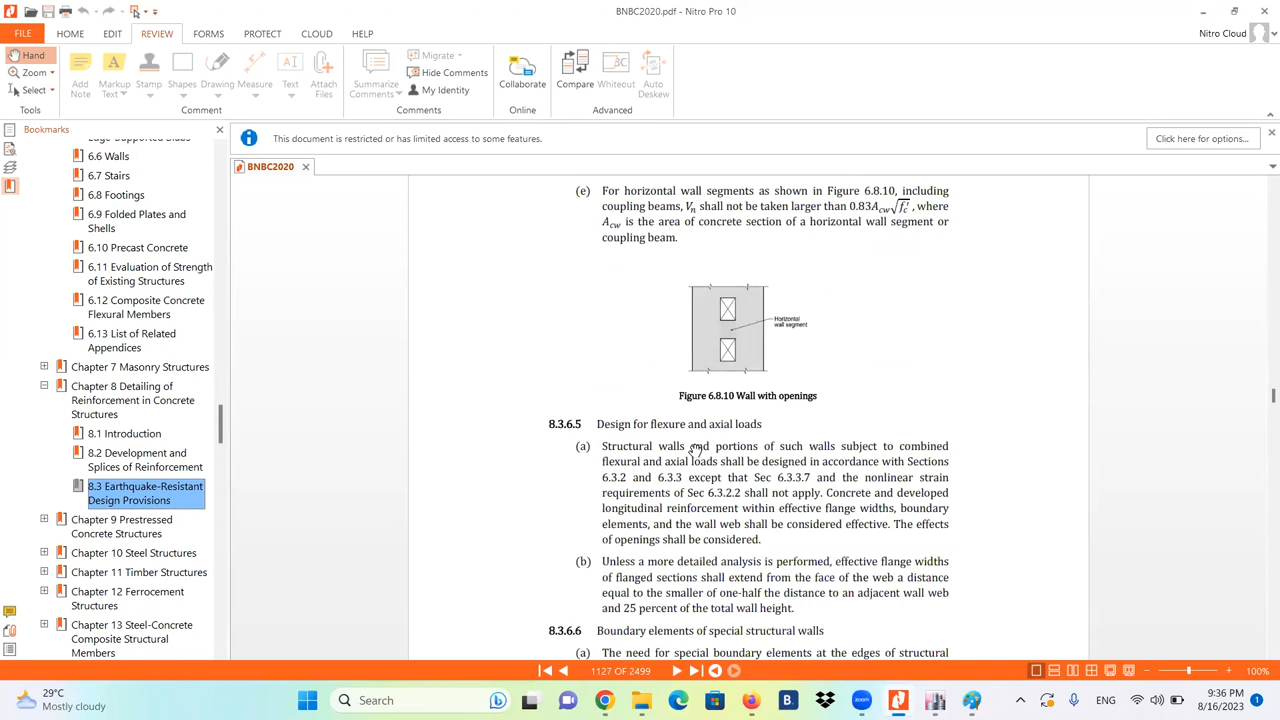 BNBC2020.pdf - Nitro Pro 10
FILE HOME EDIT REVIEW FORMS PROTECT CLOUD HELP
Nitro Cloud
Hand
Zoom
Select
Tools
Add Note
Markup Text
Stamp
Shapes
Drawing
Measure
Text
Attach Files
Comment
Summarize Comments
Migrate
Hide Comments
My Identity
Comments
Collaborate
Online
Compare
Whiteout
Auto Deskew
Advanced
Bookmarks
This document is restricted or has limited access to some features.
Click here for options...
BNBC2020
Edge-Supported Slabs
6.6 Walls
6.7 Stairs
6.8 Footings
6.9 Folded Plates and
Shells
6.10 Precast Concrete
6.11 Evaluation of Strength
of Existing Structures
6.12 Composite Concrete
Flexural Members
6.13 List of Related
Appendices
Chapter 7 Masonry Structures
Chapter 8 Detailing of
Reinforcement in Concrete
Structures
8.1 Introduction
8.2 Development and
Splices of Reinforcement
8.3 Earthquake-Resistant
Design Provisions
Chapter 9 Prestressed
Concrete Structures
Chapter 10 Steel Structures
Chapter 11 Timber Structures
Chapter 12 Ferrocement
Structures
Chapter 13 Steel-Concrete
Composite Structural
Members
(e) For horizontal wall segments as shown in Figure 6.8.10, including
coupling beams, Vn shall not be taken larger than 0.83Acw√f′c, where
Acw is the area of concrete section of a horizontal wall segment or
coupling beam.
Horizontal
wall segment
Figure 6.8.10 Wall with openings
8.3.6.5 Design for flexure and axial loads
(a) Structural walls and portions of such walls subject to combined
flexural and axial loads shall be designed in accordance with Sections
6.3.2 and 6.3.3 except that Sec 6.3.3.7 and the nonlinear strain
requirements of Sec 6.3.2.2 shall not apply. Concrete and developed
longitudinal reinforcement within effective flange widths, boundary
elements, and the wall web shall be considered effective. The effects
of openings shall be considered.
(b) Unless a more detailed analysis is performed, effective flange widths
of flanged sections shall extend from the face of the web a distance
equal to the smaller of one-half the distance to an adjacent wall web
and 25 percent of the total wall height.
8.3.6.6 Boundary elements of special structural walls
(a) The need for special boundary elements at the edges of structural
1127 OF 2499
100%
29°C
Mostly cloudy
Search
zoom
ENG
9:36 PM
8/16/2023